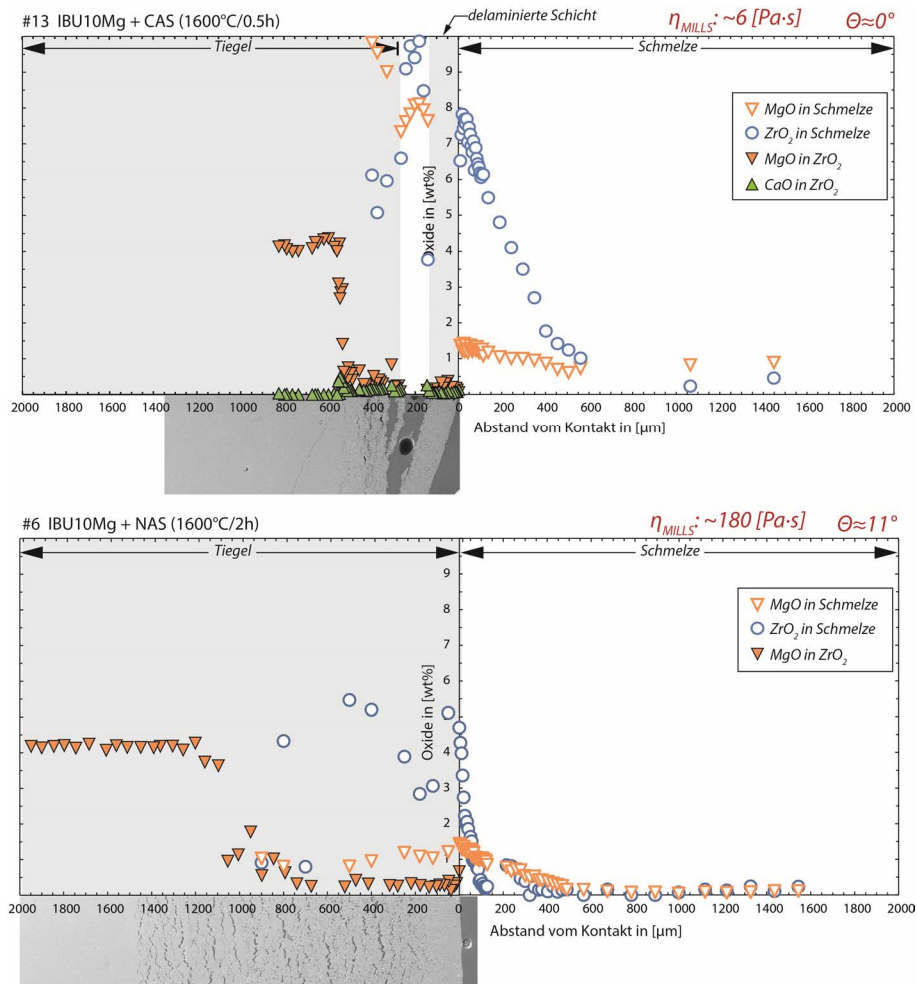 #13 IBU10Mg + CAS (1600°C/0.5h)
delaminierte Schicht
η_MILLS: ~6 [Pa·s]
Θ≈0°
Tiegel
Schmelze
MgO in Schmelze
ZrO₂ in Schmelze
MgO in ZrO₂
CaO in ZrO₂
Oxide in [wt%]
9
8
7
6
5
4
3
2
1
2000 1800 1600 1400 1200 1000 800 600 400 200 0 200 400 600 800 1000 1200 1400 1600 1800 2000
Abstand vom Kontakt in [µm]
#6 IBU10Mg + NAS (1600°C/2h)
η_MILLS: ~180 [Pa·s]
Θ≈11°
Tiegel
Schmelze
MgO in Schmelze
ZrO₂ in Schmelze
MgO in ZrO₂
Oxide in [wt%]
9
8
7
6
5
4
3
2
1
2000 1800 1600 1400 1200 1000 800 600 400 200 0 200 400 600 800 1000 1200 1400 1600 1800 2000
Abstand vom Kontakt in [µm]